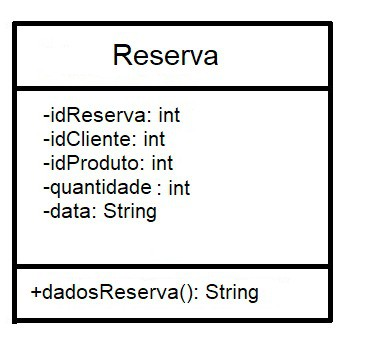 Reserva
-idReserva: int
-idCliente: int
-idProduto: int
-quantidade : int
-data: String
+dadosReserva(): String